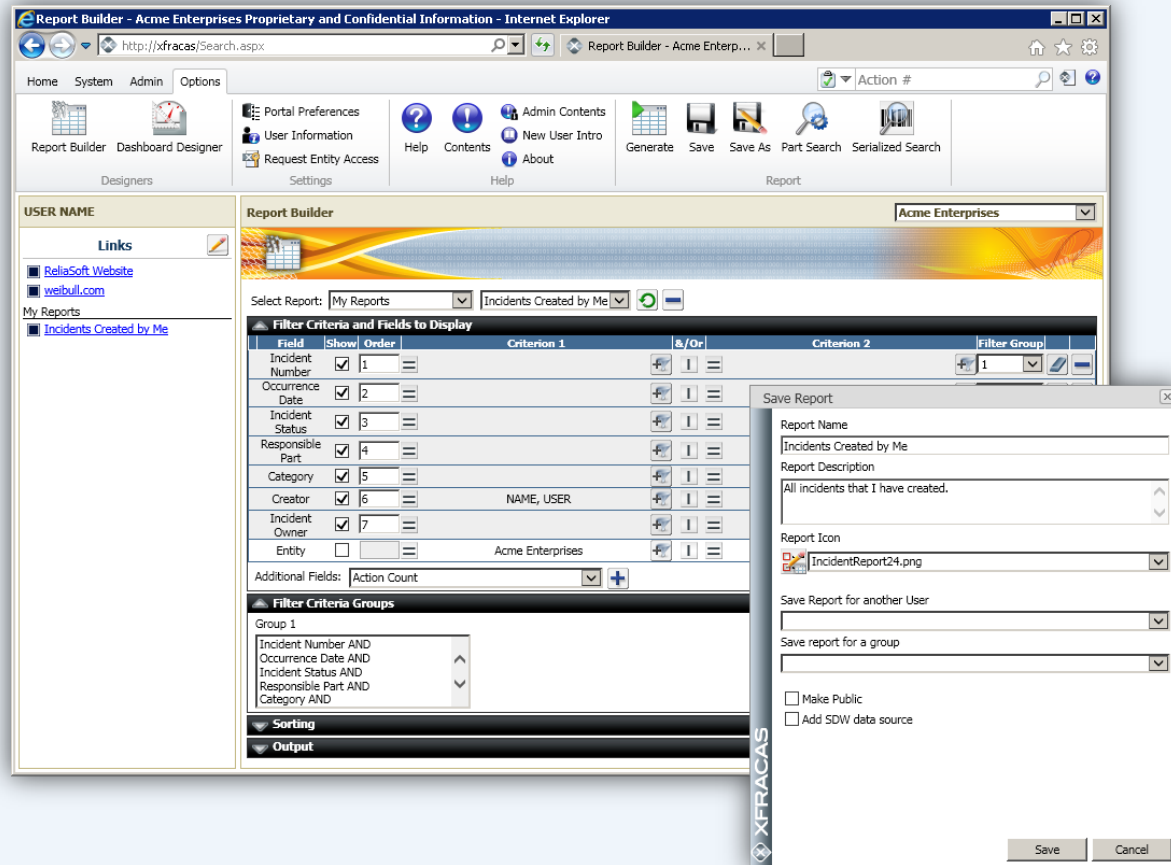 Report Builder - Acme Enterprises Proprietary and Confidential Information - Internet Explorer
http://xfracas/Search.aspx
Report Builder - Acme Enterp...
Home System Admin Options
Action #
Report Builder Dashboard Designer
Designers
Portal Preferences
User Information
Request Entity Access
Settings
Help Contents
Admin Contents
New User Intro
About
Help
Generate Save Save As Part Search Serialized Search
Report
USER NAME
Links
ReliaSoft Website
weibull.com
My Reports
Incidents Created by Me
Report Builder
Acme Enterprises
Select Report: My Reports Incidents Created by Me
Filter Criteria and Fields to Display
Field Show Order Criterion 1 &/Or Criterion 2 Filter Group
Incident Number 1 1
Occurrence Date 2
Incident Status 3
Responsible Part 4
Category 5
Creator 6 NAME, USER
Incident Owner 7
Entity Acme Enterprises
Additional Fields: Action Count
Filter Criteria Groups
Group 1
Incident Number AND
Occurrence Date AND
Incident Status AND
Responsible Part AND
Category AND
Sorting
Output
Save Report
Report Name
Incidents Created by Me
Report Description
All incidents that I have created.
Report Icon
IncidentReport24.png
Save Report for another User
Save report for a group
Make Public
Add SDW data source
XFRACAS
Save Cancel